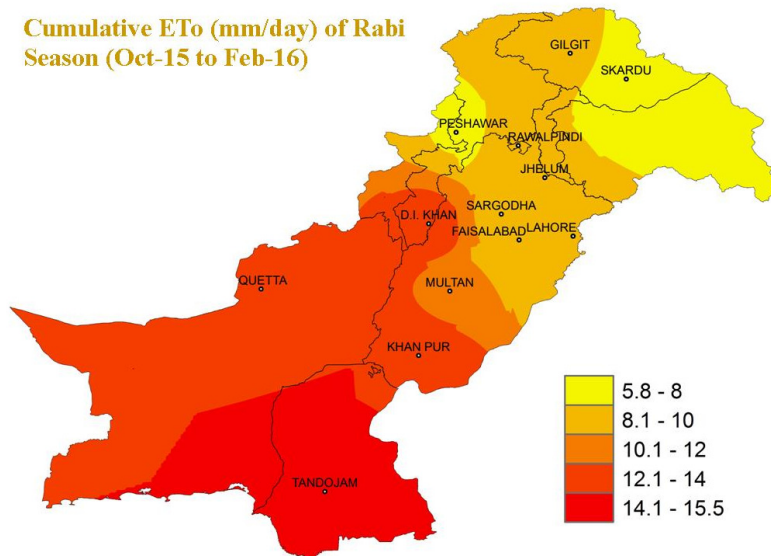 Cumulative ETo (mm/day) of Rabi
Season (Oct-15 to Feb-16)
GILGIT
SKARDU
PESHAWAR
RAWALPINDI
JHELUM
SARGODHA
D.I. KHAN
FAISALABAD
LAHORE
QUETTA
MULTAN
KHAN PUR
TANDOJAM
5.8 - 8
8.1 - 10
10.1 - 12
12.1 - 14
14.1 - 15.5